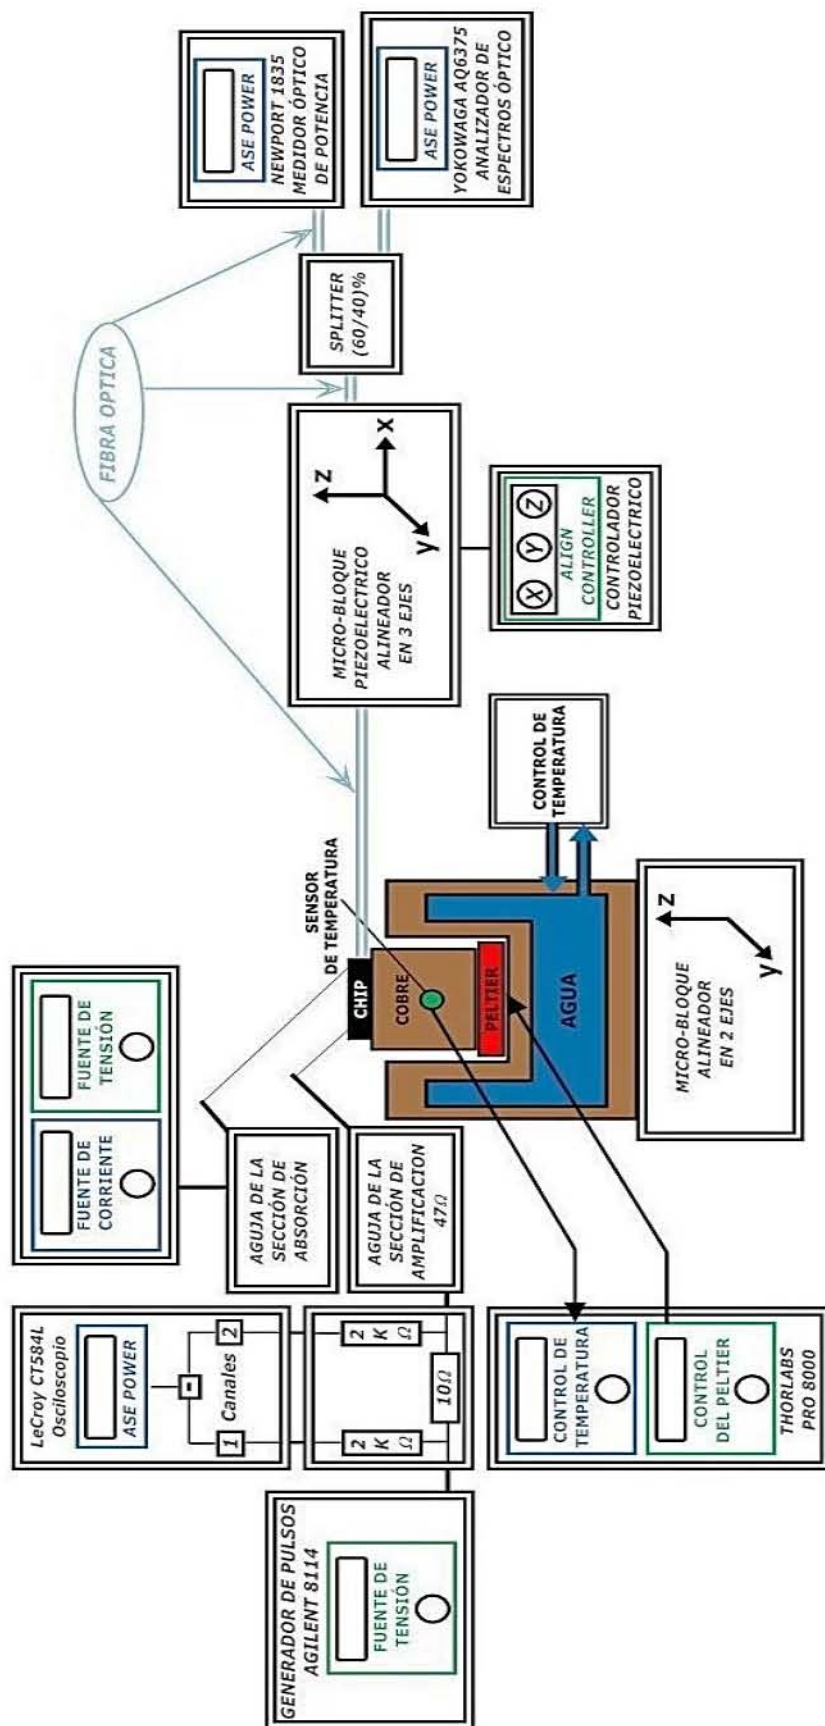 GENERADOR DE PULSOS
AGILENT 8114
FUENTE DE
TENSIÓN
LeCroy CT584L
Osciloscopio
ASE POWER
-
1
Canales
2
2
K
Ω
2
K
Ω
10Ω
THORLABS
PRO 8000
CONTROL DE
TEMPERATURA
CONTROL
DEL PELTIER
FUENTE DE
CORRIENTE
FUENTE DE
TENSIÓN
AGUJA DE LA
SECCIÓN DE
ABSORCIÓN
AGUJA DE LA
SECCIÓN DE
AMPLIFICACION
47Ω
SENSOR
DE TEMPERATURA
CHIP
COBRE
PELTIER
AGUA
CONTROL DE
TEMPERATURA
MICRO-BLOQUE
ALINEADOR
EN 2 EJES
Z
y
FIBRA OPTICA
MICRO-BLOQUE
PIEZOELECTRICO
ALINEADOR
EN 3 EJES
Z
X
y
X Y Z
ALIGN
CONTROLLER
CONTROLADOR
PIEZOELECTRICO
SPLITTER
(60/40)%
ASE POWER
NEWPORT 1835
MEDIDOR ÓPTICO
DE POTENCIA
ASE POWER
YOKOWAGA AQ6375
ANALIZADOR DE
ESPECTROS ÓPTICO